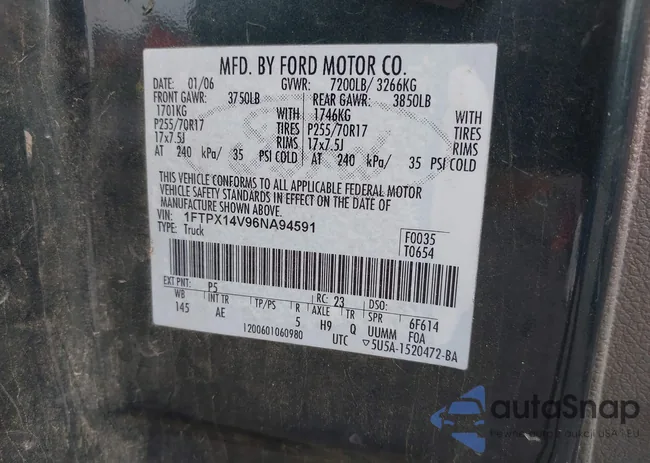 MFD. BY FORD MOTOR CO.
DATE: 01/06 GVWR: 7200LB/ 3266KG
FRONT GAWR: 3750LB REAR GAWR: 3850LB
1701KG WITH 1746KG WITH
P255/70R17 TIRES P255/70R17 TIRES
17x7.5J RIMS 17x7.5J RIMS
AT 240 kPa/ 35 PSI COLD AT 240 kPa/ 35 PSI COLD
THIS VEHICLE CONFORMS TO ALL APPLICABLE FEDERAL MOTOR
VEHICLE SAFETY STANDARDS IN EFFECT ON THE DATE OF
MANUFACTURE SHOWN ABOVE.
VIN: 1FTPX14V96NA94591
TYPE: Truck
F0035
T0654
EXT PNT: P5 RC: 23 DSO:
WB INT TR TP/PS R AXLE TR SPR 6F614
145 AE 5 H9 Q UUMM F0A
1200601060980 UTC 5U5A-1520472-BA
autoSnap